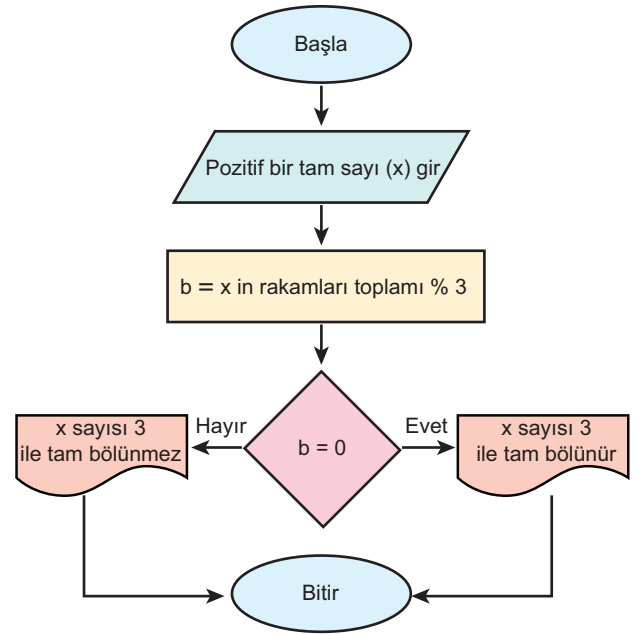 Başla
Pozitif bir tam sayı (x) gir
b = x in rakamları toplamı % 3
x sayısı 3
ile tam bölünmez
Hayır
b = 0
Evet
x sayısı 3
ile tam bölünür
Bitir